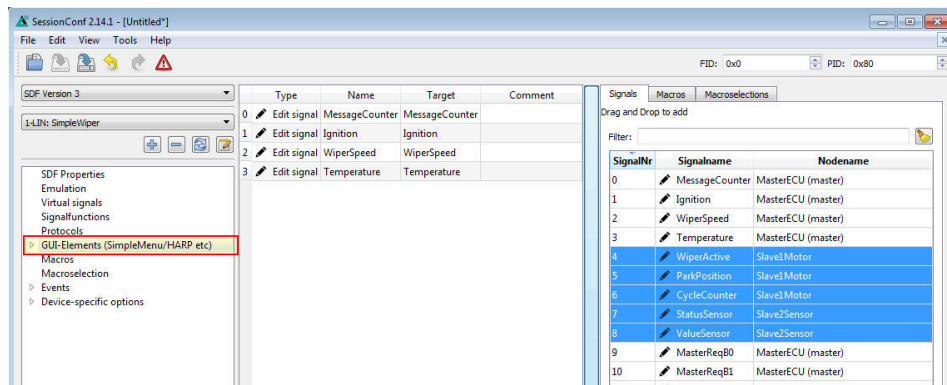 SessionConf 2.14.1 - [Untitled*]
File Edit View Tools Help
FID: 0x0 PID: 0x80
SDF Version 3
1-LIN: SimpleWiper
SDF Properties
Emulation
Virtual signals
Signalfunctions
Protocols
GUI-Elements (SimpleMenu/HARP etc)
Macros
Macroselection
Events
Device-specific options
Type Name Target Comment
0 Edit signal MessageCounter MessageCounter
1 Edit signal Ignition Ignition
2 Edit signal WiperSpeed WiperSpeed
3 Edit signal Temperature Temperature
Signals Macros Macroselections
Drag and Drop to add
Filter:
SignalNr Signalname Nodename
0 MessageCounter MasterECU (master)
1 Ignition MasterECU (master)
2 WiperSpeed MasterECU (master)
3 Temperature MasterECU (master)
4 WiperActive Slave1Motor
5 ParkPosition Slave1Motor
6 CycleCounter Slave1Motor
7 StatusSensor Slave2Sensor
8 ValueSensor Slave2Sensor
9 MasterReqB0 MasterECU (master)
10 MasterReqB1 MasterECU (master)